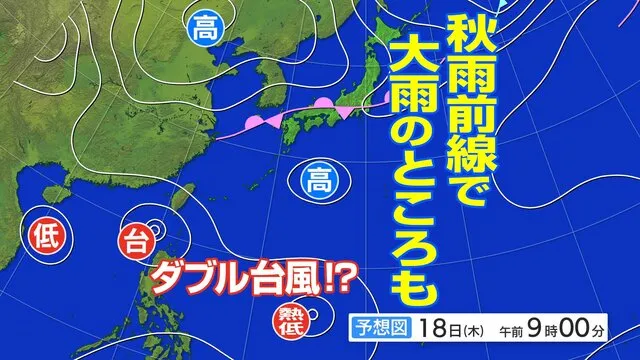 秋雨前線で
大雨のところも
高
高
低
台
ダブル台風!?
熱低
予想図 18日(木) 午前9時00分